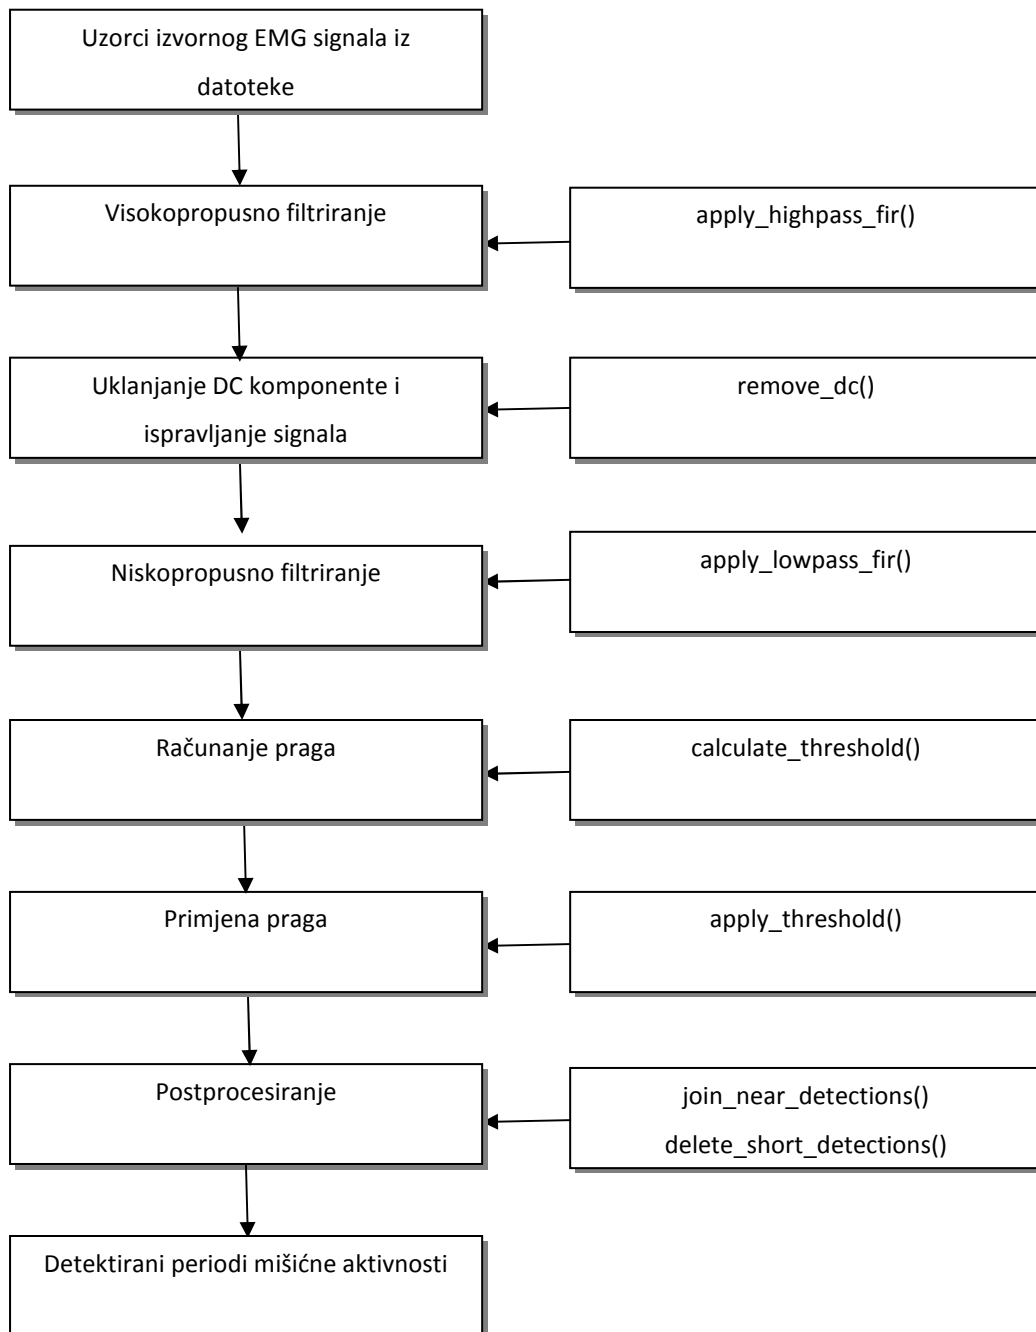 Uzorci izvornog EMG signala iz
datoteke
Visokopropusno filtriranje
apply_highpass_fir()
Uklanjanje DC komponente i
ispravljanje signala
remove_dc()
Niskopropusno filtriranje
apply_lowpass_fir()
Računanje praga
calculate_threshold()
Primjena praga
apply_threshold()
Postprocesiranje
join_near_detections()
delete_short_detections()
Detektirani periodi mišićne aktivnosti